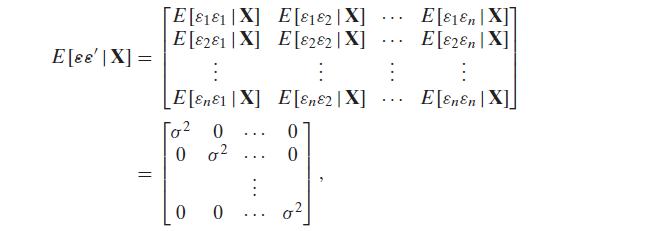 E[ε1ε1 | X] E[ε1ε2 | X] ⋯ E[ε1εn | X]
E[ε2ε1 | X] E[ε2ε2 | X] ⋯ E[ε2εn | X]
E[εε′ | X] =
⋮ ⋮ ⋮ ⋮
E[εnε1 | X] E[εnε2 | X] ⋯ E[εnεn | X]
σ² 0 ⋯ 0
0 σ² ⋯ 0
= ⋮ ,
0 0 ⋯ σ²